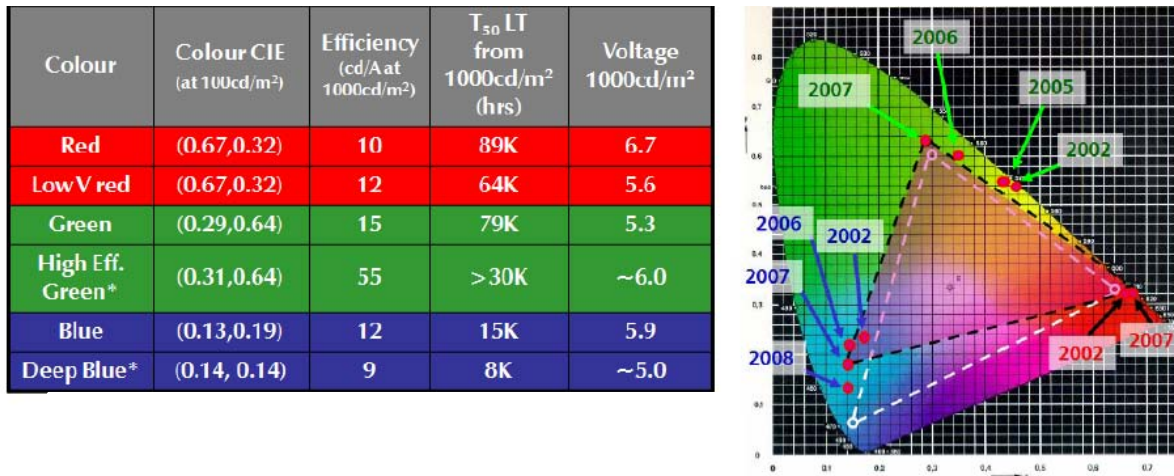 Colour
Colour CIE
(at 100cd/m²)
Efficiency
(cd/A at
1000cd/m²)
T₅₀ LT
from
1000cd/m²
(hrs)
Voltage
1000cd/m²
Red (0.67,0.32) 10 89K 6.7
Low V red (0.67,0.32) 12 64K 5.6
Green (0.29,0.64) 15 79K 5.3
High Eff.
Green* (0.31,0.64) 55 >30K ~6.0
Blue (0.13,0.19) 12 15K 5.9
Deep Blue* (0.14, 0.14) 9 8K ~5.0
2006
2007
2005
2002
2006
2002
2007
2008
2002
2007
0.8
0.7
0.6
0.5
0.4
0.3
0.1
0
0
0.1
0.2
0.3
0.4
0.5
0.6
0.7